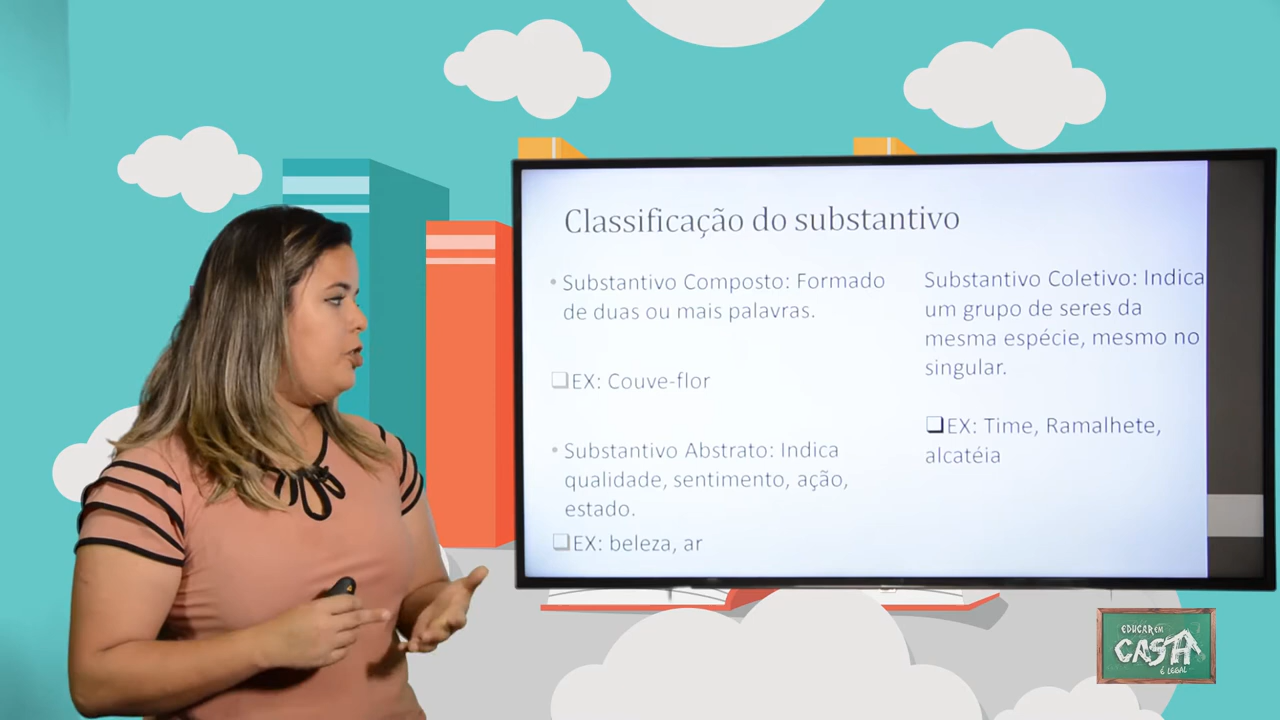 Classificação do substantivo
• Substantivo Composto: Formado
de duas ou mais palavras.
❑EX: Couve-flor
• Substantivo Abstrato: Indica
qualidade, sentimento, ação,
estado.
❑EX: beleza, ar
Substantivo Coletivo: Indica
um grupo de seres da
mesma espécie, mesmo no
singular.
❑EX: Time, Ramalhete,
alcatéia
EDUCAR EM
CASA
É LEGAL